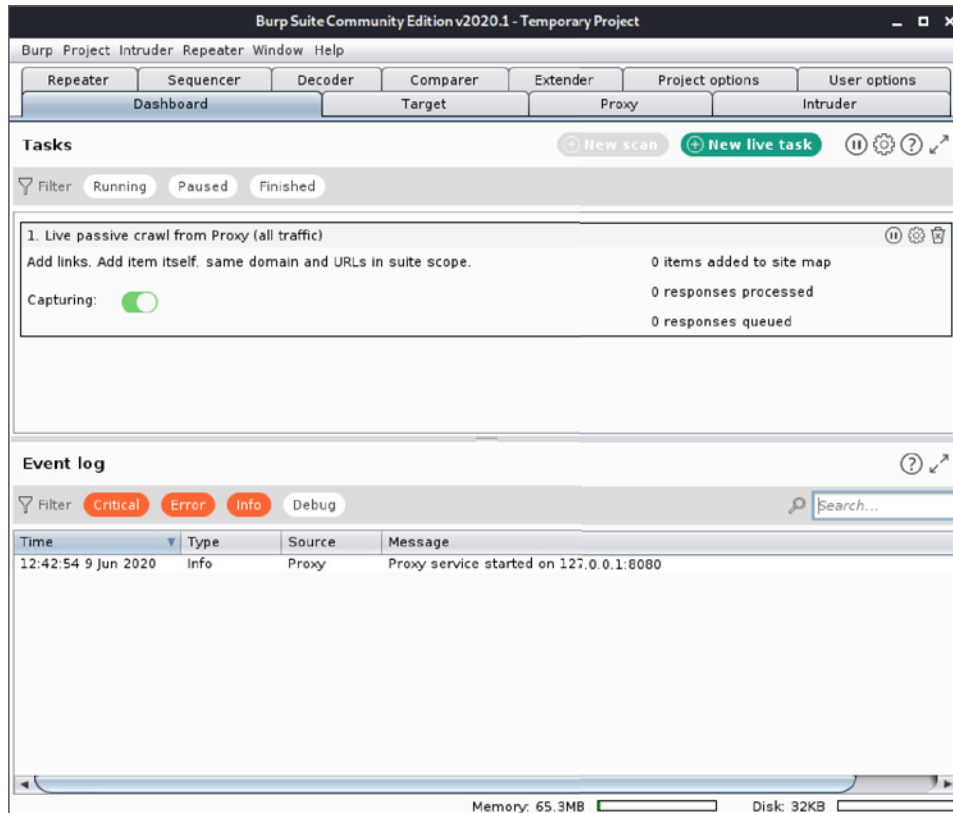 Burp Suite Community Edition v2020.1 - Temporary Project
Burp Project Intruder Repeater Window Help
Repeater Sequencer Decoder Comparer Extender Project options User options
Dashboard Target Proxy Intruder
Tasks New scan New live task
Filter Running Paused Finished
1. Live passive crawl from Proxy (all traffic)
Add links. Add item itself, same domain and URLs in suite scope. 0 items added to site map
Capturing: 0 responses processed
0 responses queued
Event log
Filter Critical Error Info Debug Search...
Time Type Source Message
12:42:54 9 Jun 2020 Info Proxy Proxy service started on 127.0.0.1:8080
Memory: 65.3MB Disk: 32KB